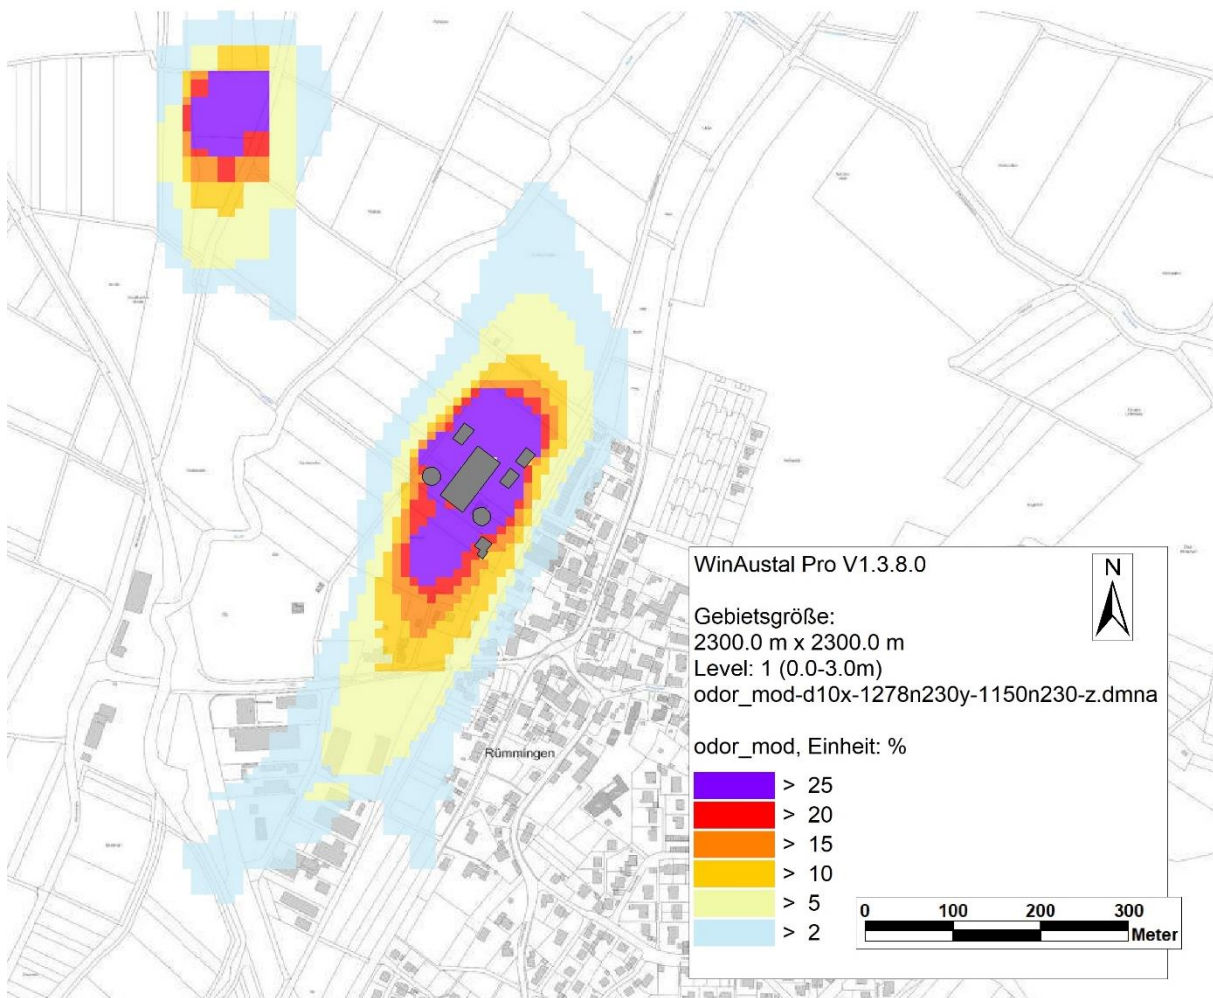 Rümmingen
WinAustal Pro V1.3.8.0
N
Gebietsgröße:
2300.0 m x 2300.0 m
Level: 1 (0.0-3.0m)
odor_mod-d10x-1278n230y-1150n230-z.dmna
odor_mod, Einheit: %
> 25
> 20
> 15
> 10
> 5
> 2
0 100 200 300
Meter